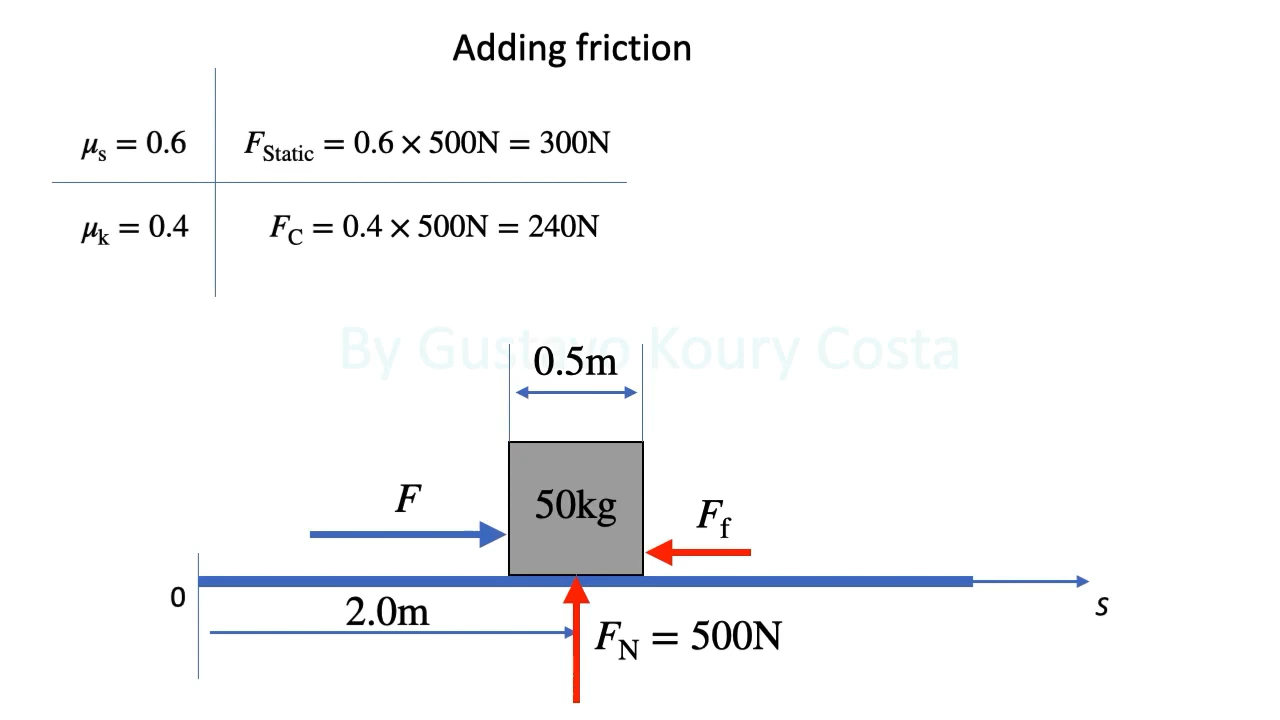 Adding friction
μs = 0.6
FStatic = 0.6 × 500N = 300N
μk = 0.4
FC = 0.4 × 500N = 240N
By Gustavo Koury Costa
0.5m
F
50kg
Ff
0
2.0m
s
FN = 500N